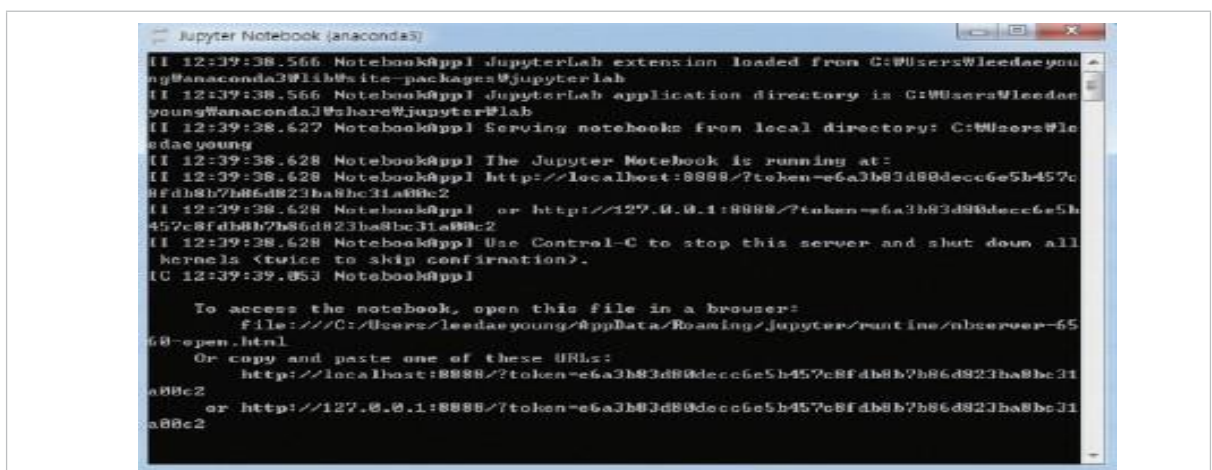 Jupyter Notebook (anaconda3)
[I 12:39:38.566 NotebookApp] JupyterLab extension loaded from C:₩Users₩leedaeyou
ng₩anaconda3₩lib₩site-packages₩jupyterlab
[I 12:39:38.566 NotebookApp] JupyterLab application directory is C:₩Users₩leedae
young₩anaconda3₩share₩jupyter₩lab
[I 12:39:38.627 NotebookApp] Serving notebooks from local directory: C:₩Users₩le
edaeyoung
[I 12:39:38.628 NotebookApp] The Jupyter Notebook is running at:
[I 12:39:38.628 NotebookApp] http://localhost:8888/?token=e6a3b83d80decc6e5b457c
8fdb8b7b86d823ba8bc31a00c2
[I 12:39:38.628 NotebookApp]  or http://127.0.0.1:8888/?token=e6a3b83d80decc6e5b
457c8fdb8b7b86d823ba8bc31a00c2
[I 12:39:38.628 NotebookApp] Use Control-C to stop this server and shut down all
kernels (twice to skip confirmation).
[C 12:39:39.053 NotebookApp]
To access the notebook, open this file in a browser:
file:///C:/Users/leedaeyoung/AppData/Roaming/jupyter/runtime/nbserver-65
60-open.html
Or copy and paste one of these URLs:
http://localhost:8888/?token=e6a3b83d80decc6e5b457c8fdb8b7b86d823ba8bc31
a00c2
or http://127.0.0.1:8888/?token=e6a3b83d80decc6e5b457c8fdb8b7b86d823ba8bc31
a00c2